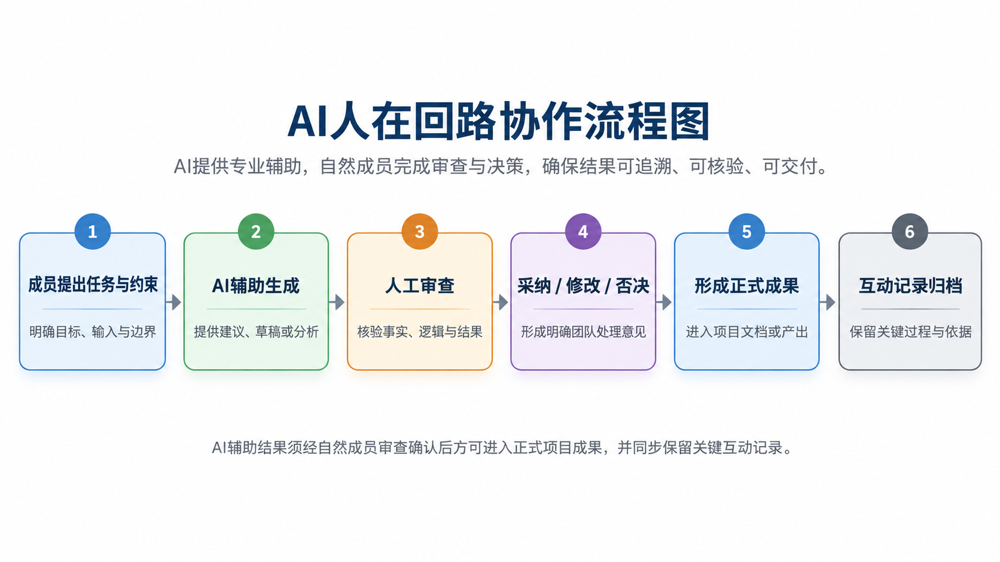 AI人在回路协作流程图
AI提供专业辅助，自然成员完成审查与决策，确保结果可追溯、可核验、可交付。
1
成员提出任务与约束
明确目标、输入与边界
2
AI辅助生成
提供建议、草稿或分析
3
人工审查
核验事实、逻辑与结果
4
采纳 / 修改 / 否决
形成明确团队处理意见
5
形成正式成果
进入项目文档或产出
6
互动记录归档
保留关键过程与依据
AI辅助结果须经自然成员审查确认后方可进入正式项目成果，并同步保留关键互动记录。